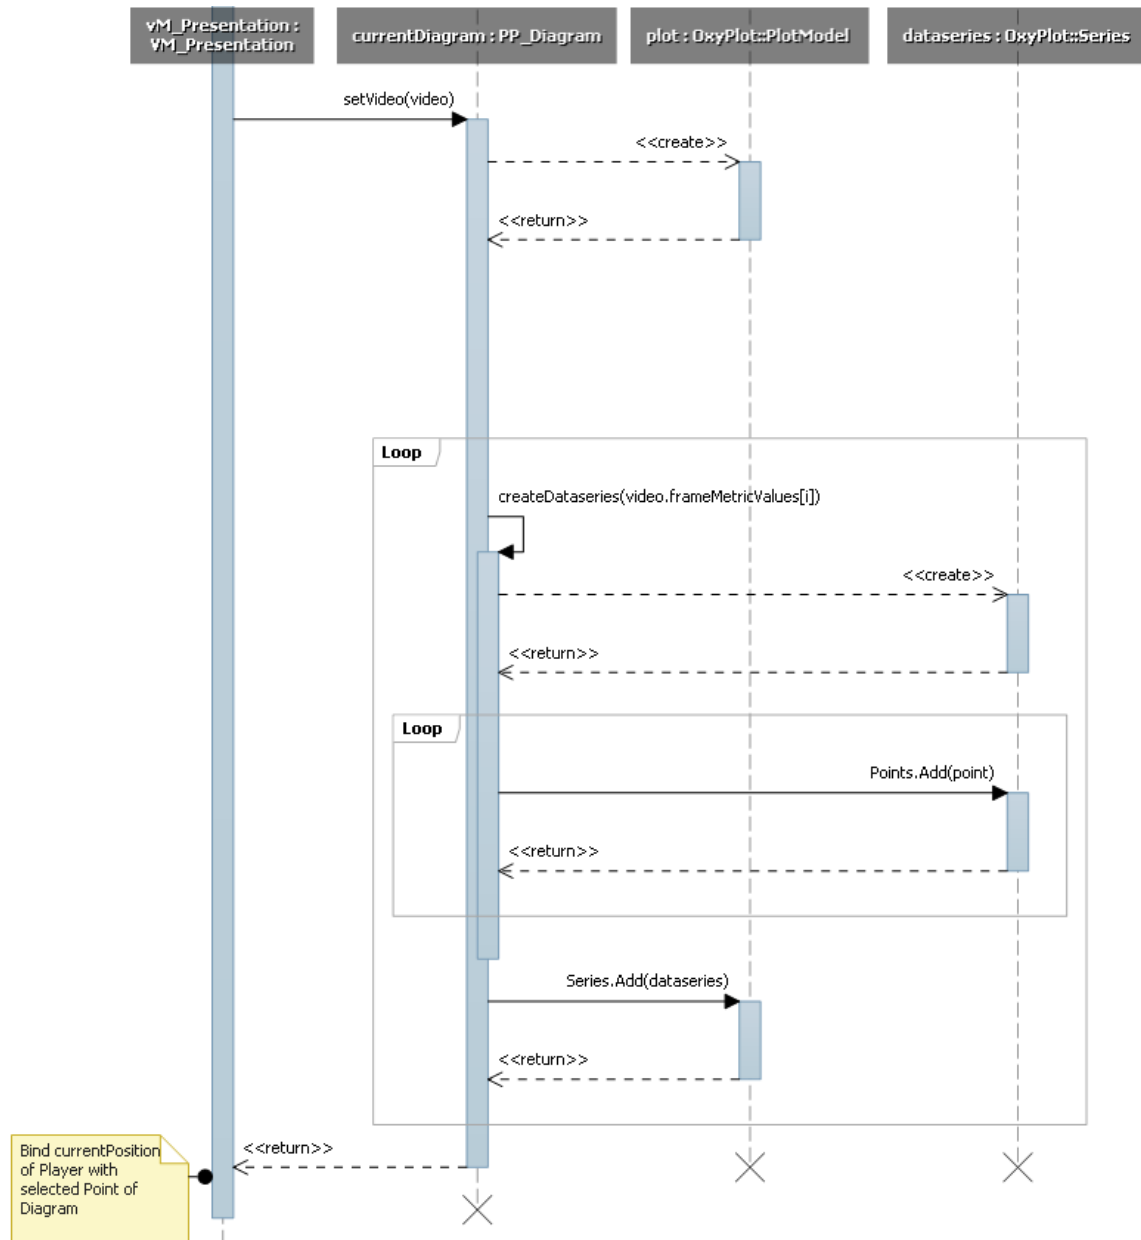 vM_Presentation :
VM_Presentation
currentDiagram : PP_Diagram
plot : OxyPlot::PlotModel
dataseries : OxyPlot::Series
setVideo(video)
<<create>>
<<return>>
Loop
createDataseries(video.frameMetricValues[i])
<<create>>
<<return>>
Loop
Points.Add(point)
<<return>>
Series.Add(dataseries)
<<return>>
<<return>>
Bind currentPosition
of Player with
selected Point of
Diagram